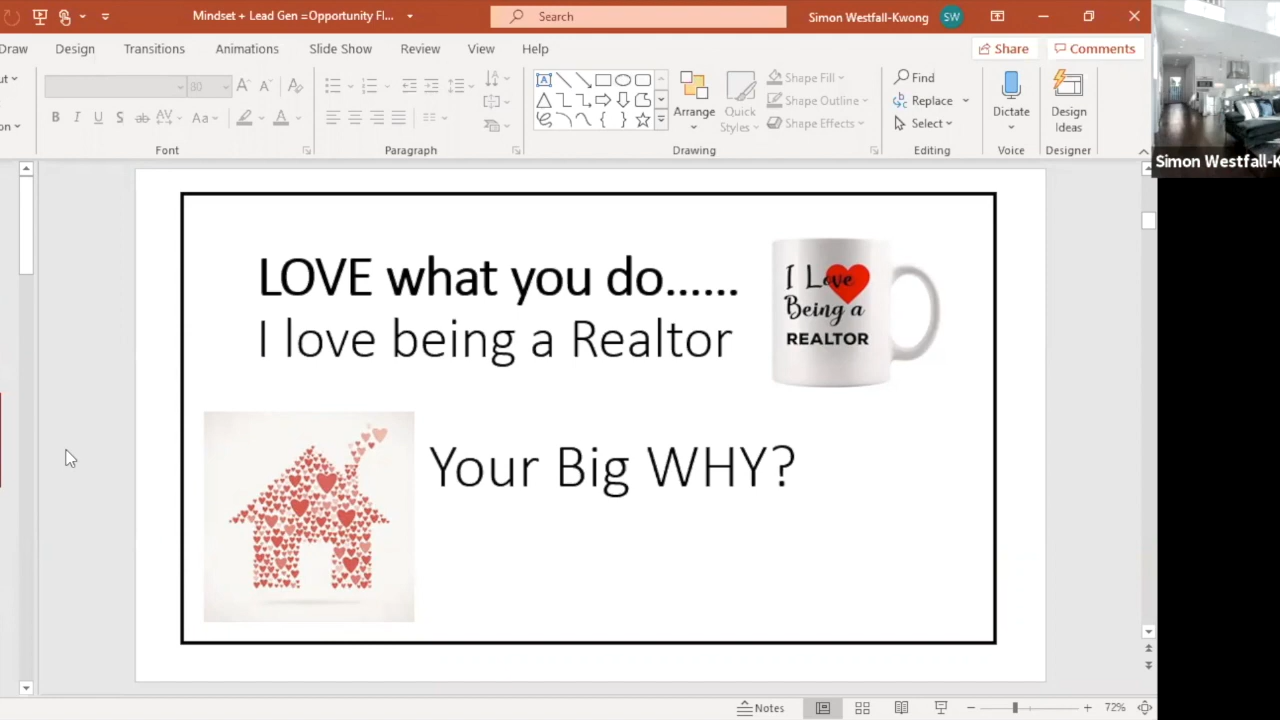 Mindset + Lead Gen =Opportunity Fl...
Search
Simon Westfall-Kwong
SW
Draw
Design
Transitions
Animations
Slide Show
Review
View
Help
Share
Comments
80
Aa
Shape Fill
Shape Outline
Shape Effects
Arrange
Quick
Styles
Find
Replace
Select
Dictate
Design
Ideas
Font
Paragraph
Drawing
Editing
Voice
Designer
Simon Westfall-K
LOVE what you do......
I love being a Realtor
I Love
Being a
REALTOR
Your Big WHY?
Notes
72%